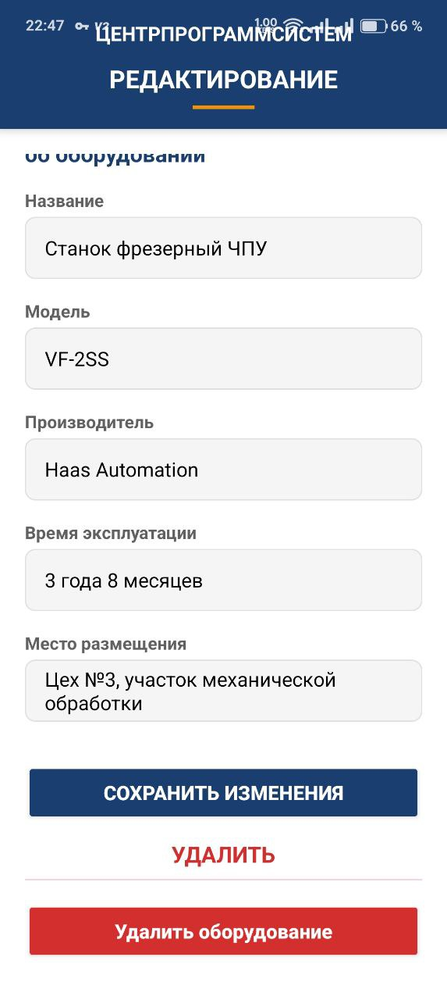 22:47
1.00
66 %
ЦЕНТРПРОГРАММСИСТЕМ
РЕДАКТИРОВАНИЕ
об оборудовании
Название
Станок фрезерный ЧПУ
Модель
VF-2SS
Производитель
Haas Automation
Время эксплуатации
3 года 8 месяцев
Место размещения
Цех №3, участок механической
обработки
СОХРАНИТЬ ИЗМЕНЕНИЯ
УДАЛИТЬ
Удалить оборудование